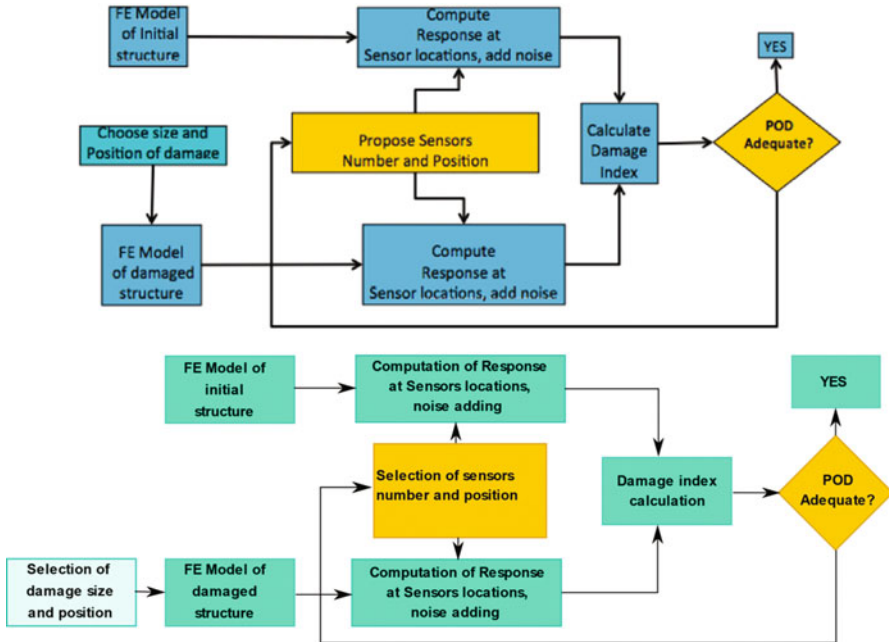 FE Model
of Initial
structure
Compute
Response at
Sensor locations, add noise
YES
Choose size and
Position of damage
Propose Sensors
Number and Position
Calculate
Damage
Index
POD
Adequate?
FE Model
of damaged
structure
Compute
Response at
Sensor locations, add noise
FE Model of
initial
structure
Computation of Response
at Sensors locations,
noise adding
YES
Selection of sensors
number and position
Damage index
calculation
POD
Adequate?
Selection of
damage size
and position
FE Model of
damaged
structure
Computation of Response
at Sensors locations,
noise adding